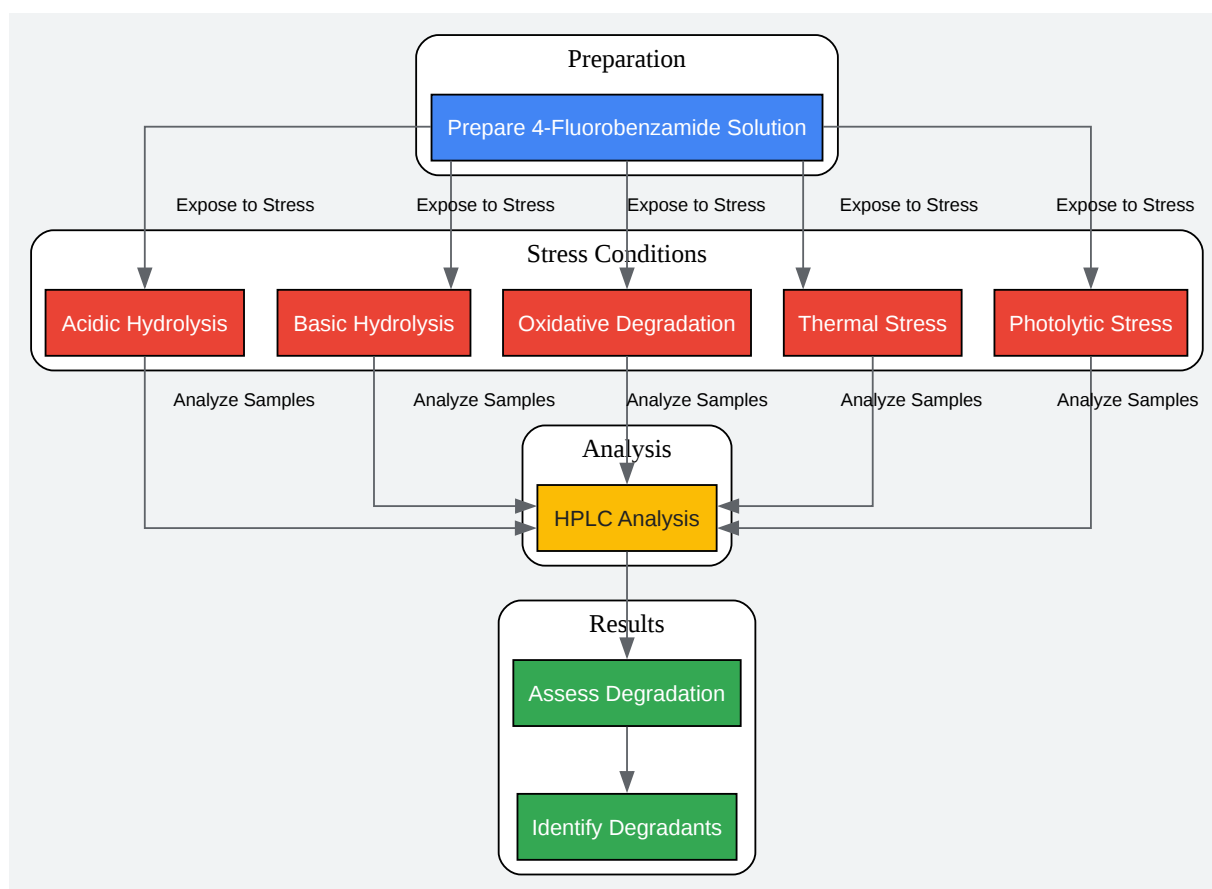 Preparation
Prepare 4-Fluorobenzamide Solution
Expose to Stress
Expose to Stress
Expose to Stress
Expose to Stress
Expose to Stress
Stress Conditions
Acidic Hydrolysis
Basic Hydrolysis
Oxidative Degradation
Thermal Stress
Photolytic Stress
Analyze Samples
Analyze Samples
Analyze Samples
Analyze Samples
Analyze Samples
Analysis
HPLC Analysis
Results
Assess Degradation
Identify Degradants